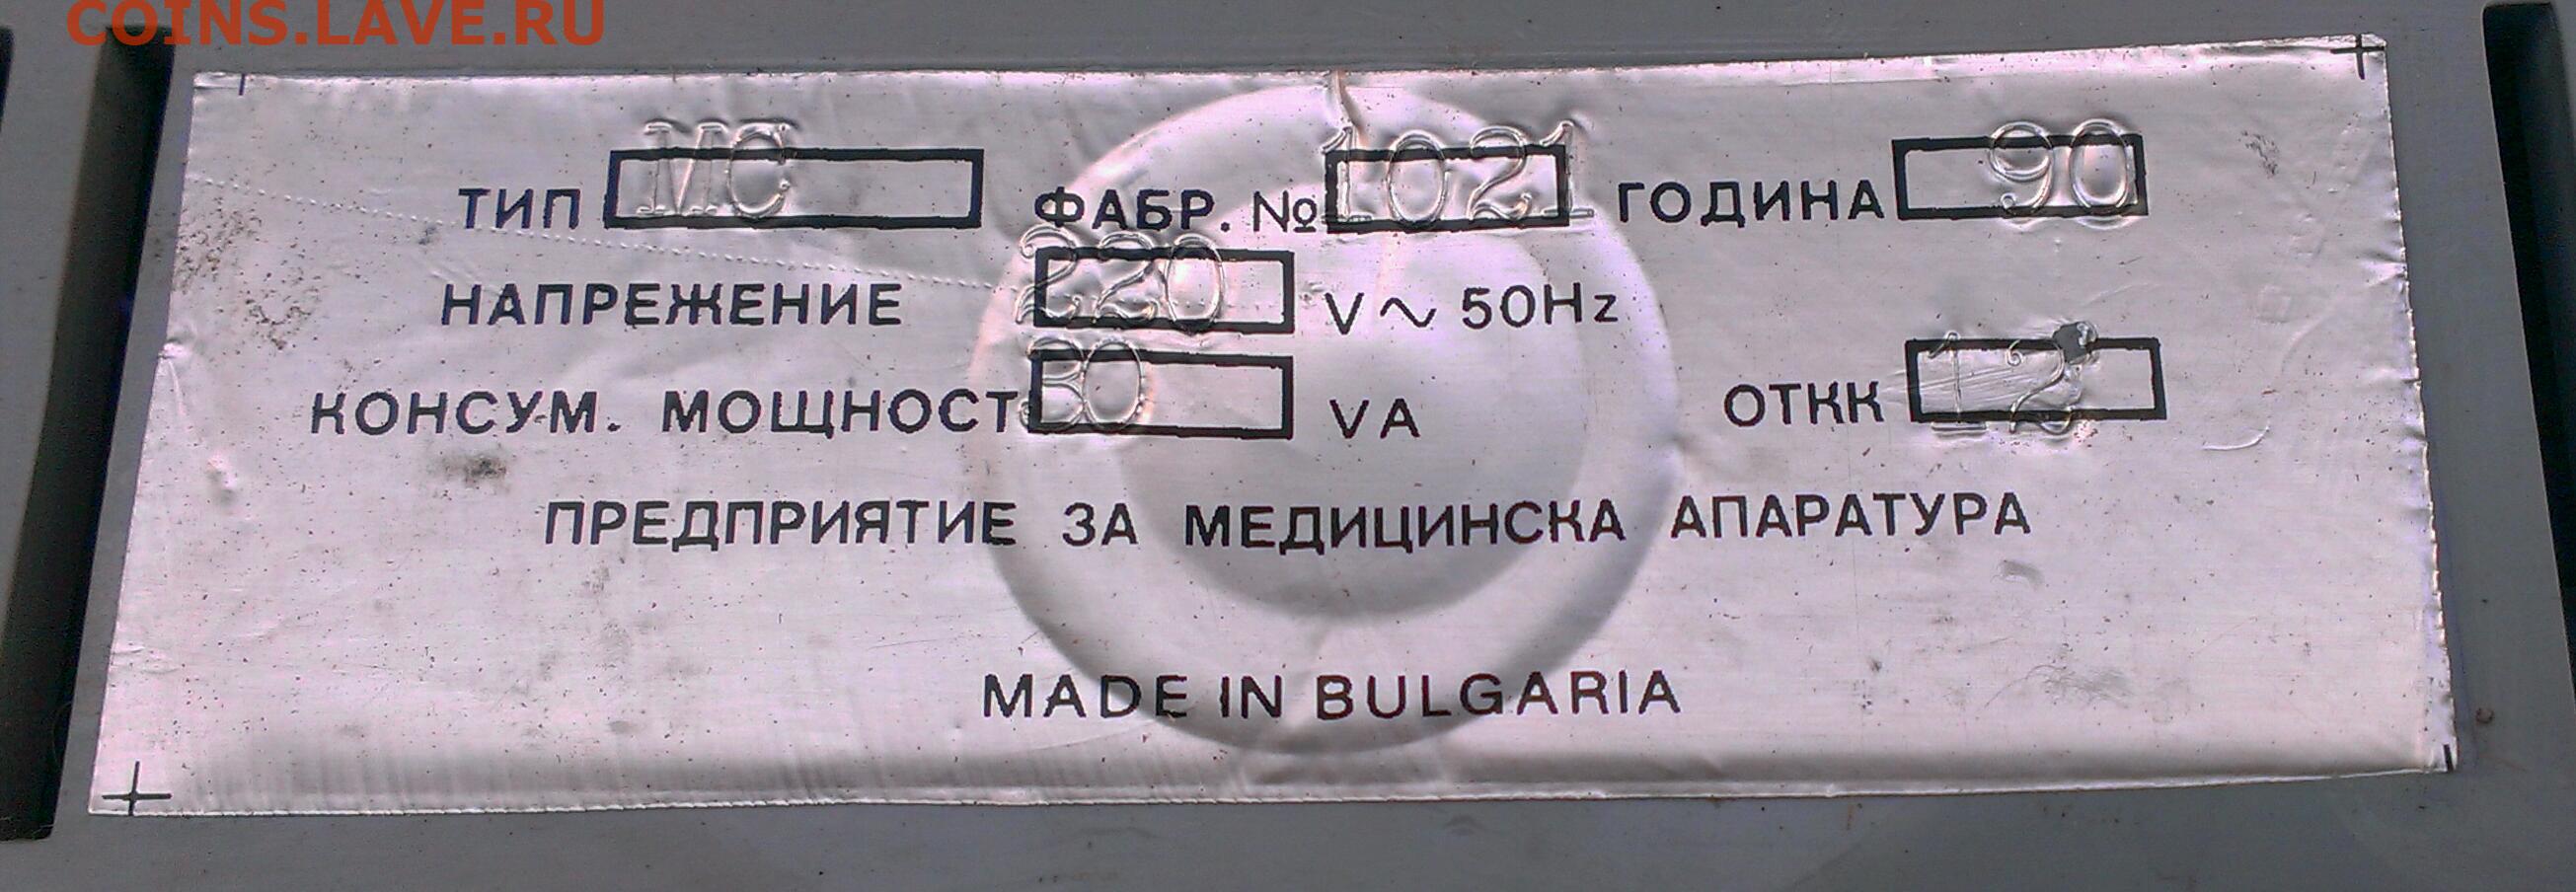 COINS.LAVE.RU
ТИП МС ФАБР. № 1021 ГОДИНА 90
НАПРЕЖЕНИЕ 220 V~ 50Hz
КОНСУМ. МОЩНОСТ 30 VA ОТКК 12
ПРЕДПРИЯТИЕ ЗА МЕДИЦИНСКА АПАРАТУРА
MADE IN BULGARIA